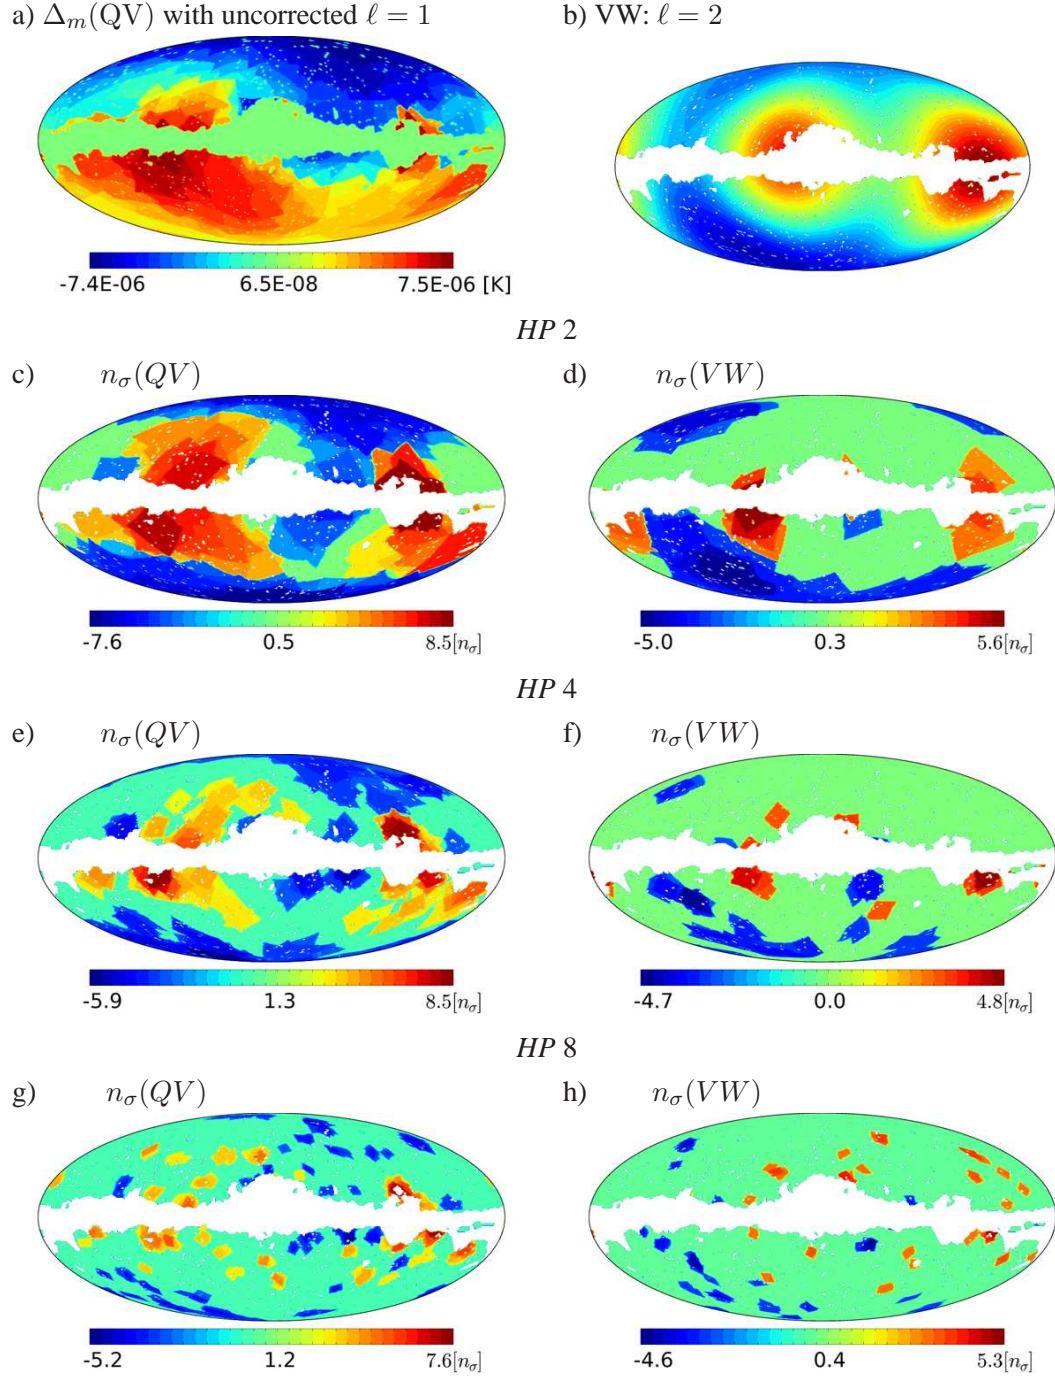 a) Δm(QV) with uncorrected ℓ = 1
b) VW: ℓ = 2
-7.4E-06 6.5E-08 7.5E-06 [K]
HP 2
c) nσ(QV)
d) nσ(VW)
-7.6 0.5 8.5[nσ]
-5.0 0.3 5.6[nσ]
HP 4
e) nσ(QV)
f) nσ(VW)
-5.9 1.3 8.5[nσ]
-4.7 0.0 4.8[nσ]
HP 8
g) nσ(QV)
h) nσ(VW)
-5.2 1.2 7.6[nσ]
-4.6 0.4 5.3[nσ]